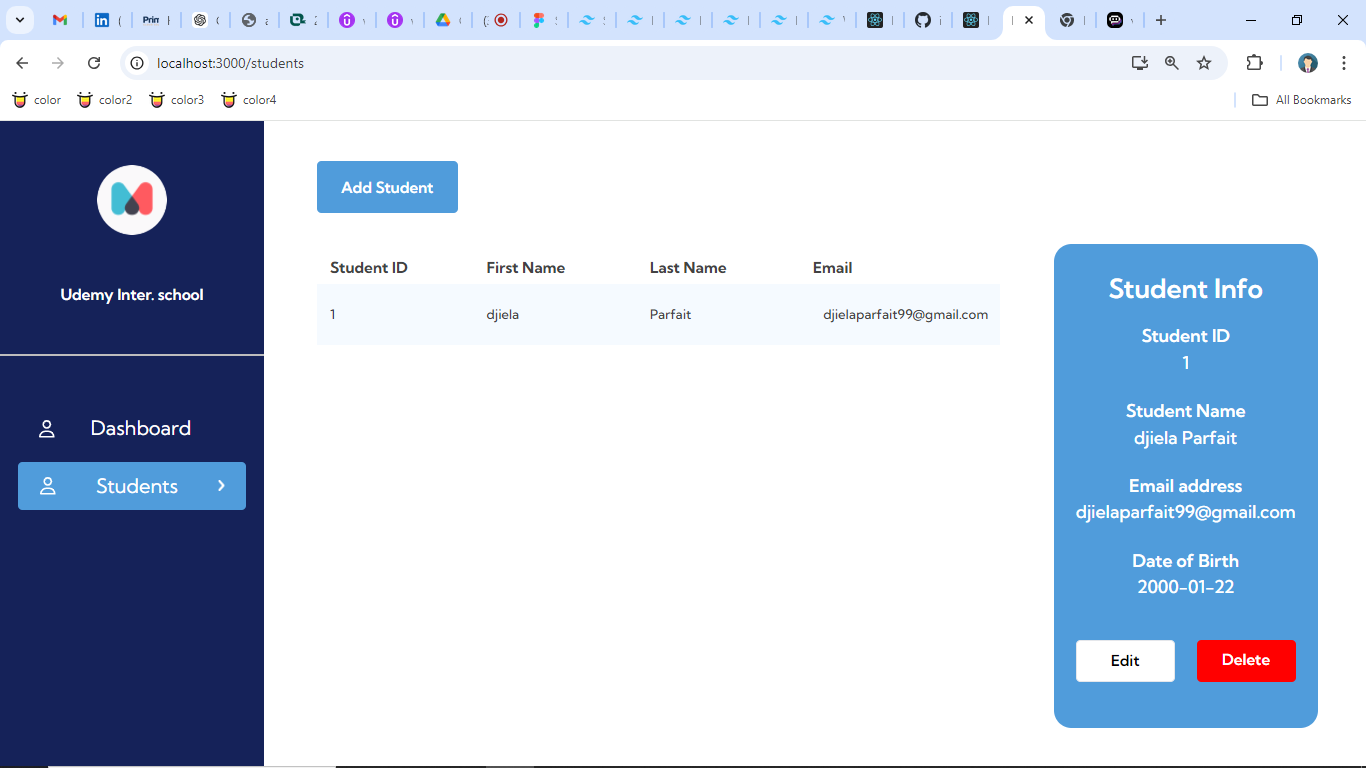 localhost:3000/students
color color2 color3 color4 All Bookmarks
Udemy Inter. school
Dashboard
Students
Add Student
Student ID First Name Last Name Email
1 djiela Parfait djielaparfait99@gmail.com
Student Info
Student ID
1
Student Name
djiela Parfait
Email address
djielaparfait99@gmail.com
Date of Birth
2000-01-22
Edit Delete